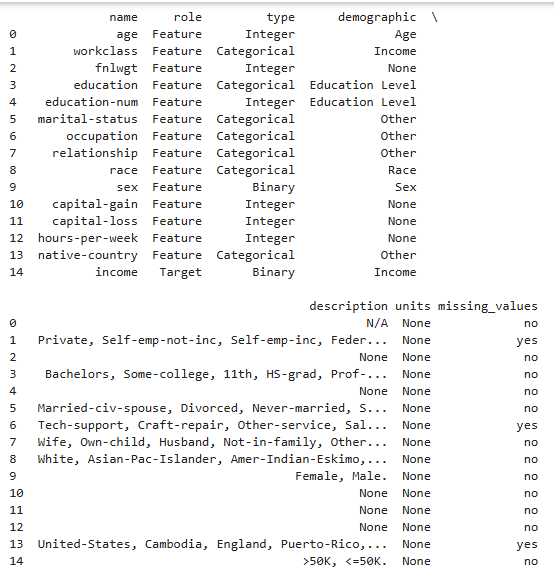 name role type demographic \
0 age Feature Integer Age
1 workclass Feature Categorical Income
2 fnlwgt Feature Integer None
3 education Feature Categorical Education Level
4 education-num Feature Integer Education Level
5 marital-status Feature Categorical Other
6 occupation Feature Categorical Other
7 relationship Feature Categorical Other
8 race Feature Categorical Race
9 sex Feature Binary Sex
10 capital-gain Feature Integer None
11 capital-loss Feature Integer None
12 hours-per-week Feature Integer None
13 native-country Feature Categorical Other
14 income Target Binary Income
description units missing_values
0 N/A None no
1 Private, Self-emp-not-inc, Self-emp-inc, Feder... None yes
2 None None no
3 Bachelors, Some-college, 11th, HS-grad, Prof-... None no
4 None None no
5 Married-civ-spouse, Divorced, Never-married, S... None no
6 Tech-support, Craft-repair, Other-service, Sal... None yes
7 Wife, Own-child, Husband, Not-in-family, Other... None no
8 White, Asian-Pac-Islander, Amer-Indian-Eskimo,... None no
9 Female, Male. None no
10 None None no
11 None None no
12 None None no
13 United-States, Cambodia, England, Puerto-Rico,... None yes
14 >50K, <=50K. None no